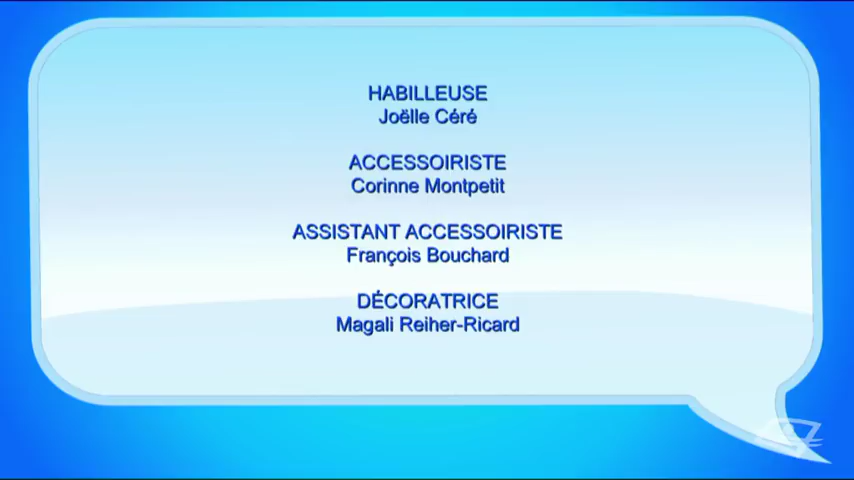 HABILLEUSE
Joëlle Céré
ACCESSOIRISTE
Corinne Montpetit
ASSISTANT ACCESSOIRISTE
François Bouchard
DÉCORATRICE
Magali Reiher-Ricard